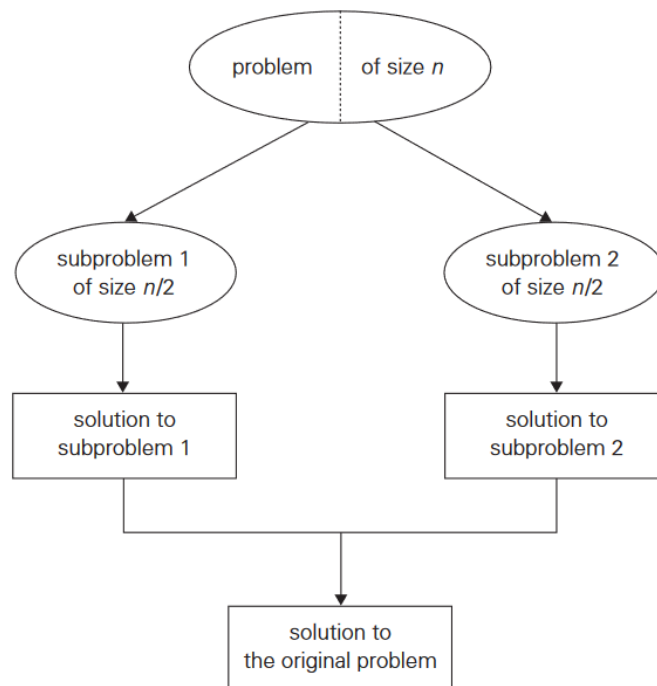 problem of size n
subproblem 1
of size n/2
subproblem 2
of size n/2
solution to
subproblem 1
solution to
subproblem 2
solution to
the original problem